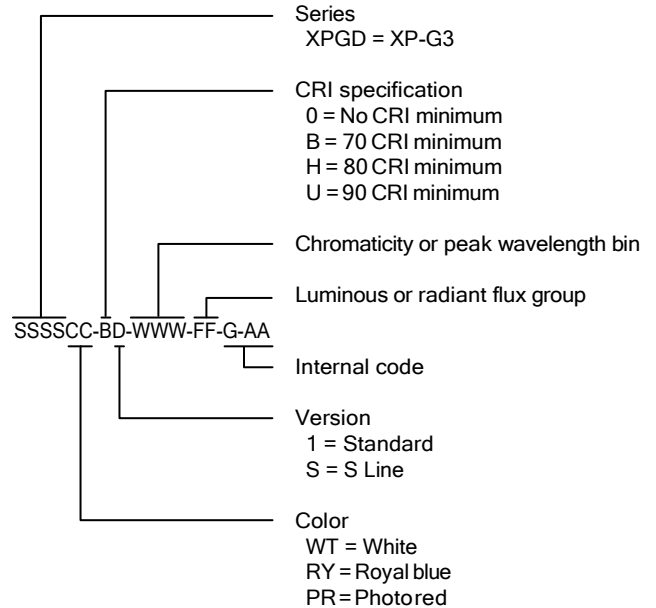 Series
XPGD = XP-G3
CRI specification
0 = No CRI minimum
B = 70 CRI minimum
H = 80 CRI minimum
U = 90 CRI minimum
Chromaticity or peak wavelength bin
Luminous or radiant flux group
SSSSCC-BD-WWW-FF-G-AA
Internal code
Version
1 = Standard
S = S Line
Color
WT = White
RY = Royal blue
PR = Photo red